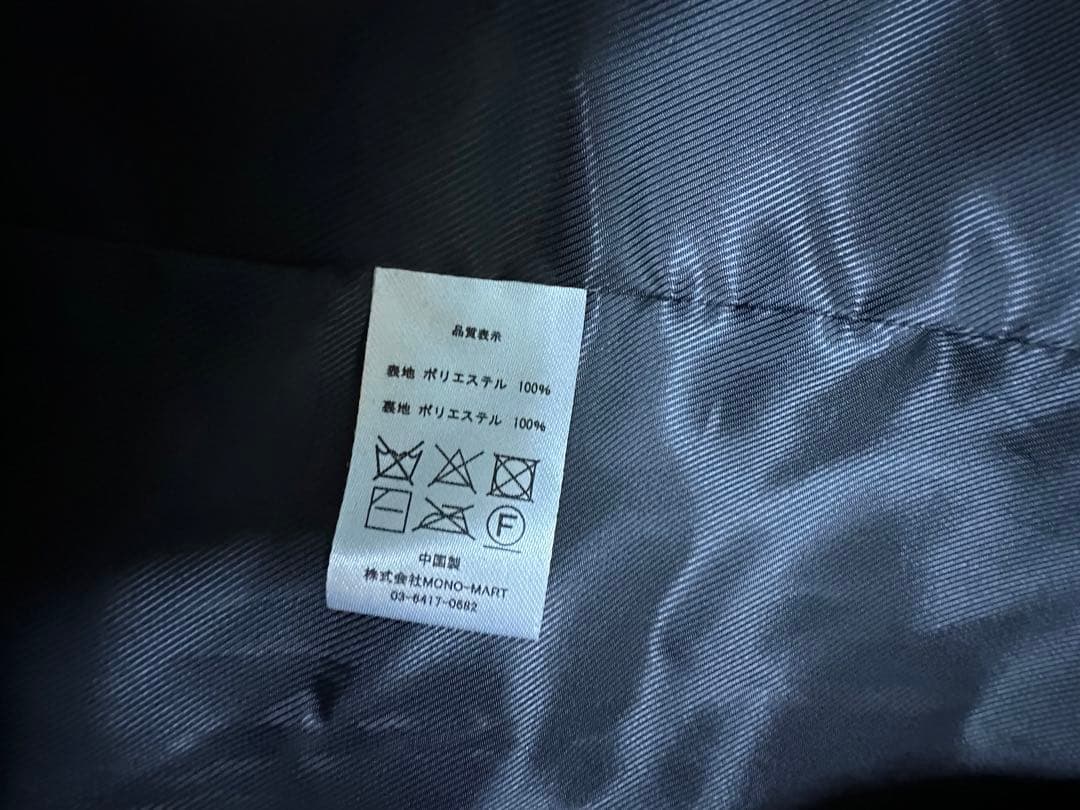 品質表示
表地 ポリエステル 100%
裏地 ポリエステル 100%
F
中国製
株式会社MONO-MART
03-6417-0682